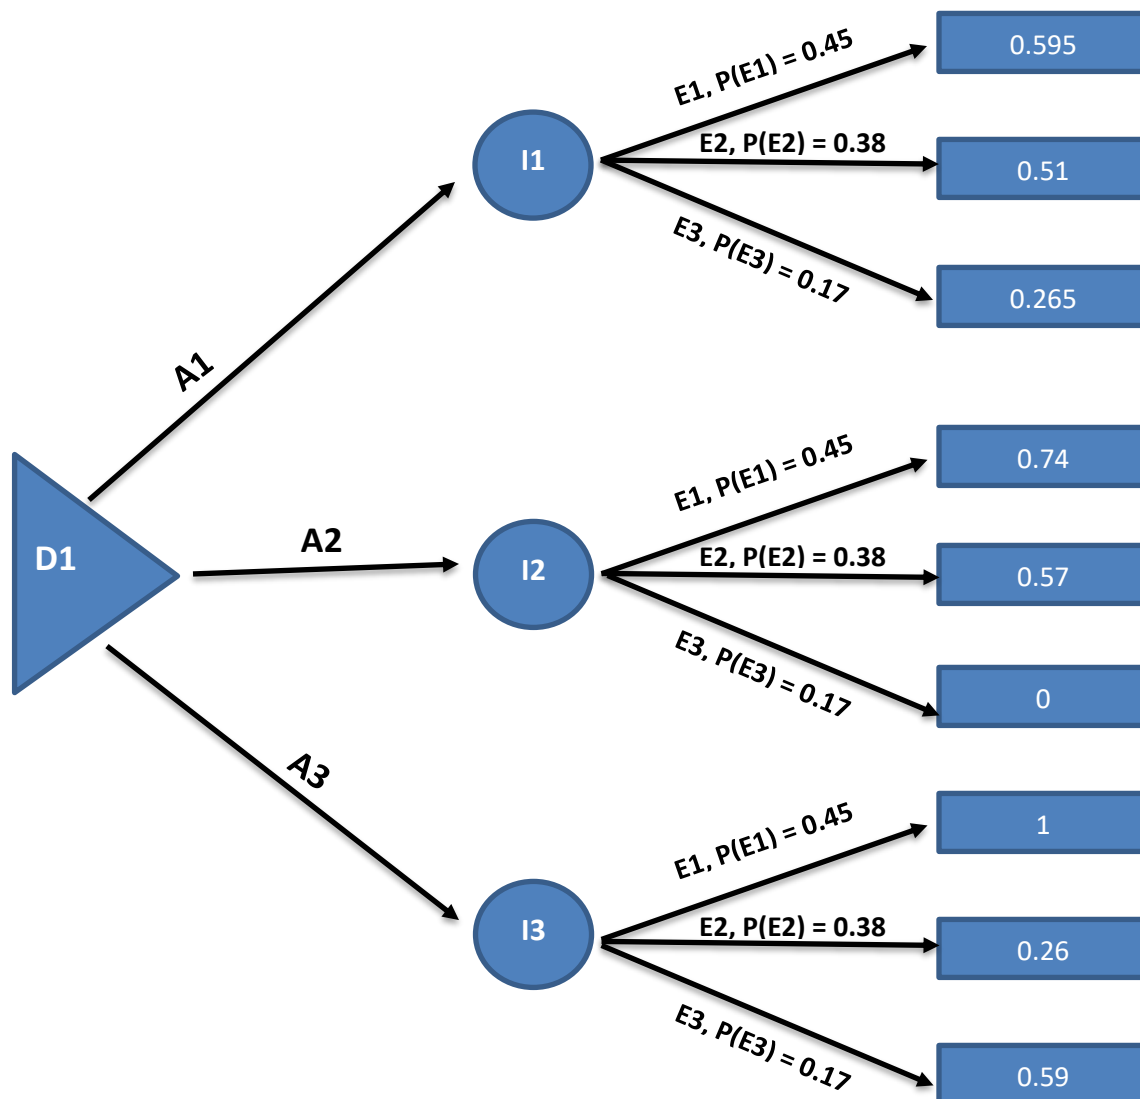 E1, P(E1) = 0.45
0.595
I1
E2, P(E2) = 0.38
0.51
E3, P(E3) = 0.17
0.265
A1
E1, P(E1) = 0.45
0.74
D1
A2
I2
E2, P(E2) = 0.38
0.57
E3, P(E3) = 0.17
0
A3
E1, P(E1) = 0.45
1
I3
E2, P(E2) = 0.38
0.26
E3, P(E3) = 0.17
0.59